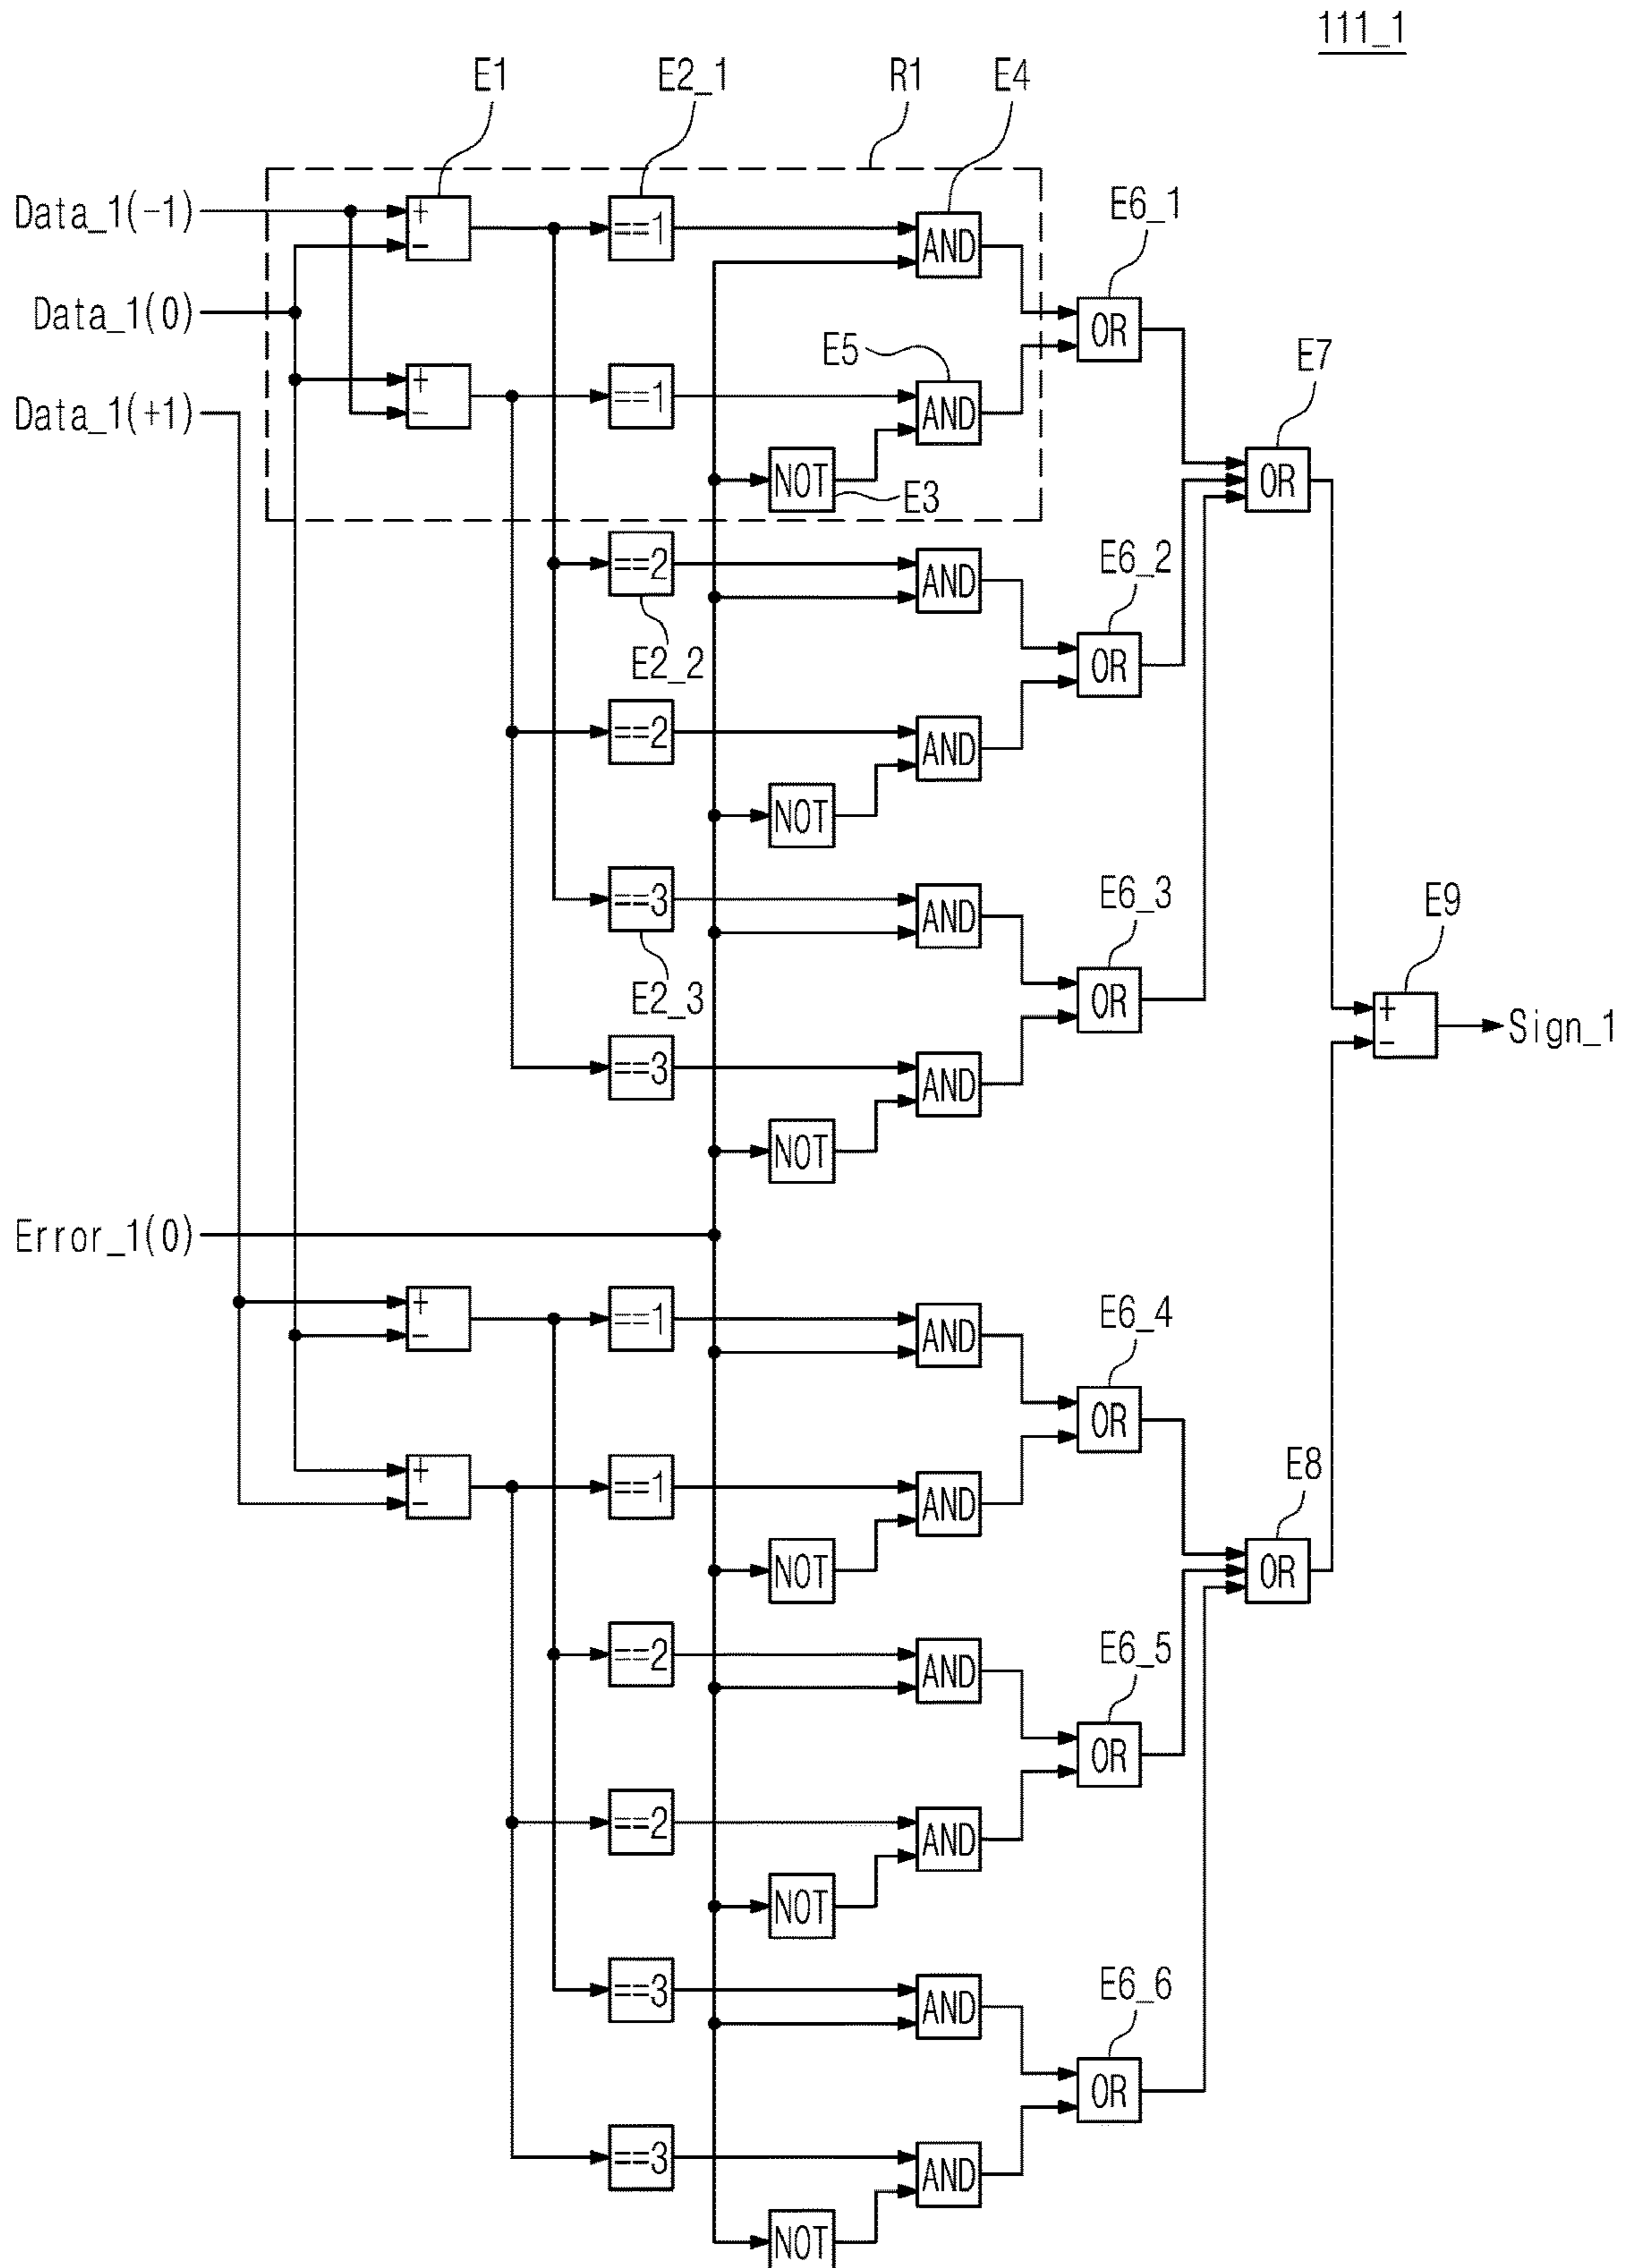 111_1
E1
E2_1
R1
E4
Data_1(-1)
+
-
==1
AND
E6_1
Data_1(0)
OR
E5
E7
Data_1(+1)
+
-
==1
AND
NOT
E3
OR
==2
AND
E6_2
E2_2
OR
==2
AND
NOT
==3
AND
E6_3
E9
E2_3
OR
+
-
Sign_1
==3
AND
NOT
Error_1(0)
+
-
==1
AND
E6_4
OR
+
-
==1
AND
E8
NOT
OR
==2
AND
E6_5
OR
==2
AND
NOT
==3
AND
E6_6
OR
==3
AND
NOT